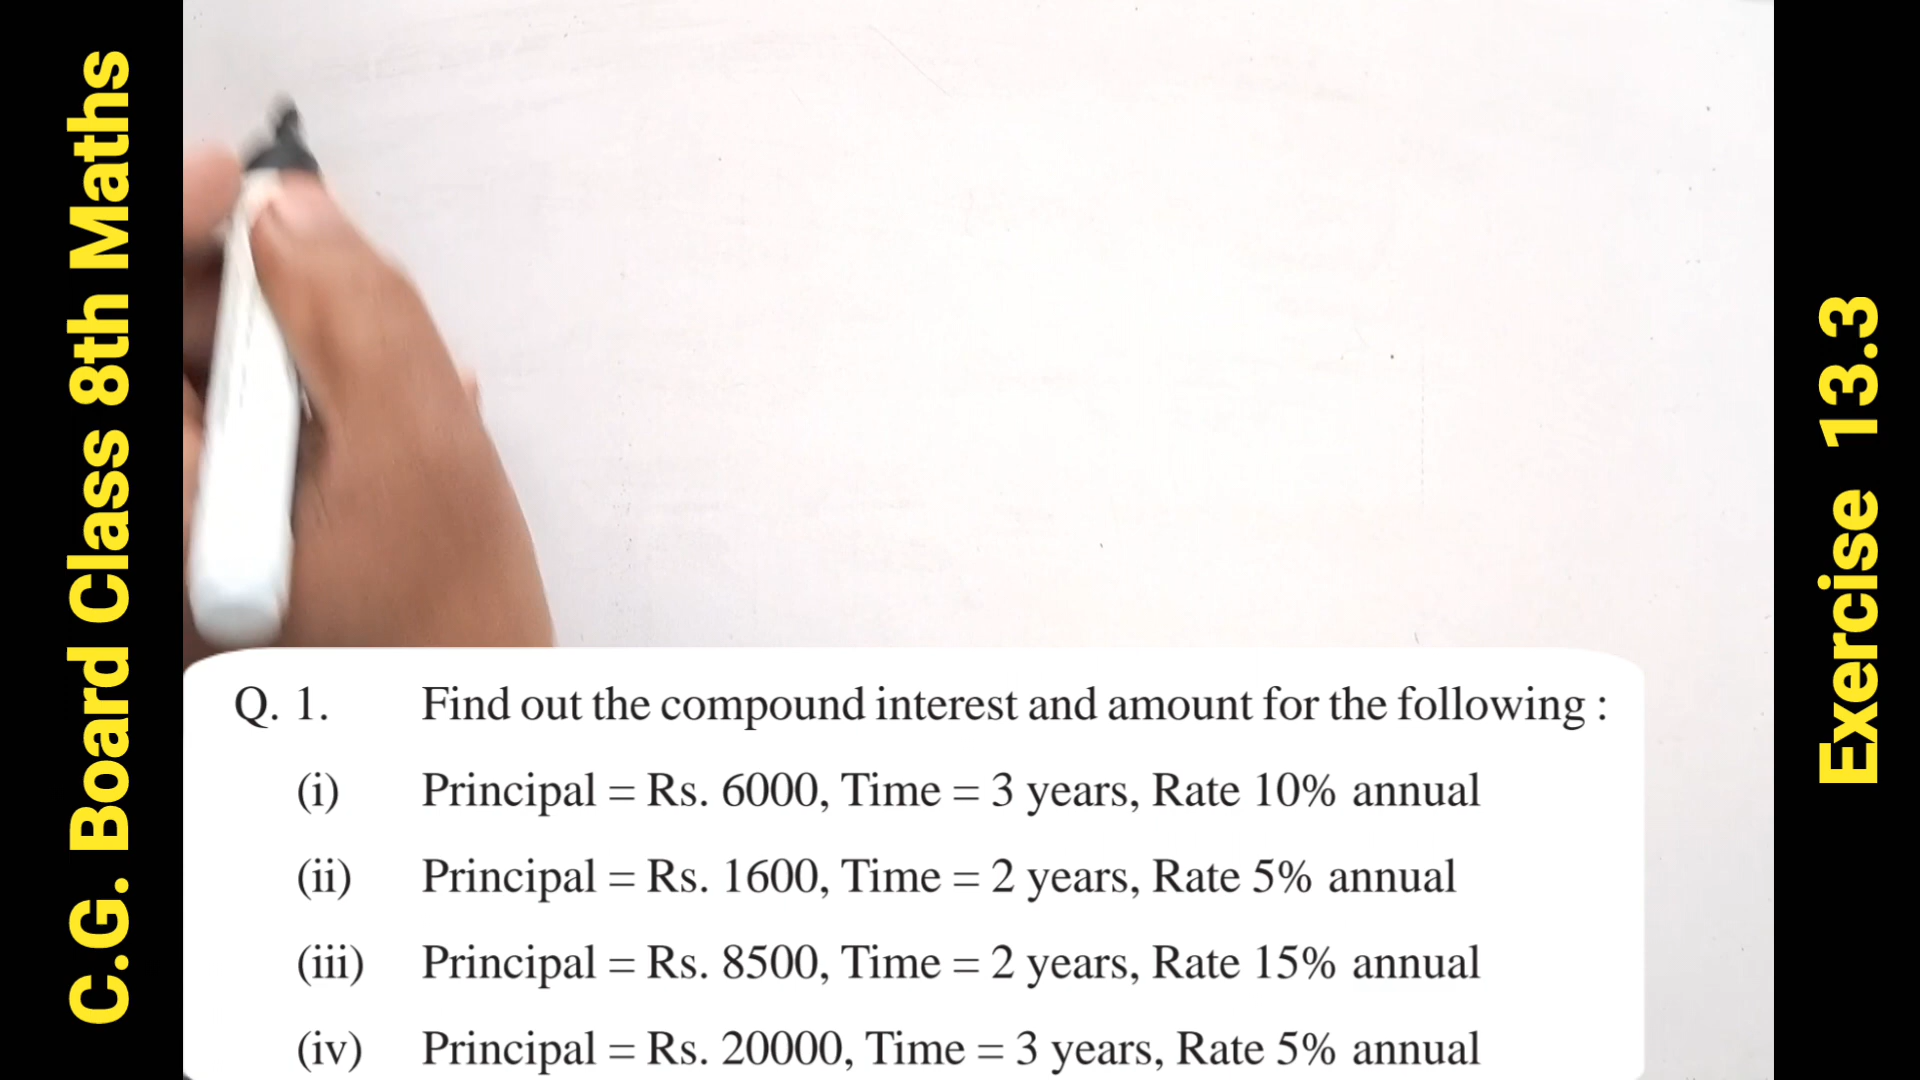 C.G. Board Class 8th Maths
Q. 1. Find out the compound interest and amount for the following :
(i) Principal = Rs. 6000, Time = 3 years, Rate 10% annual
(ii) Principal = Rs. 1600, Time = 2 years, Rate 5% annual
(iii) Principal = Rs. 8500, Time = 2 years, Rate 15% annual
(iv) Principal = Rs. 20000, Time = 3 years, Rate 5% annual
Exercise 13.3